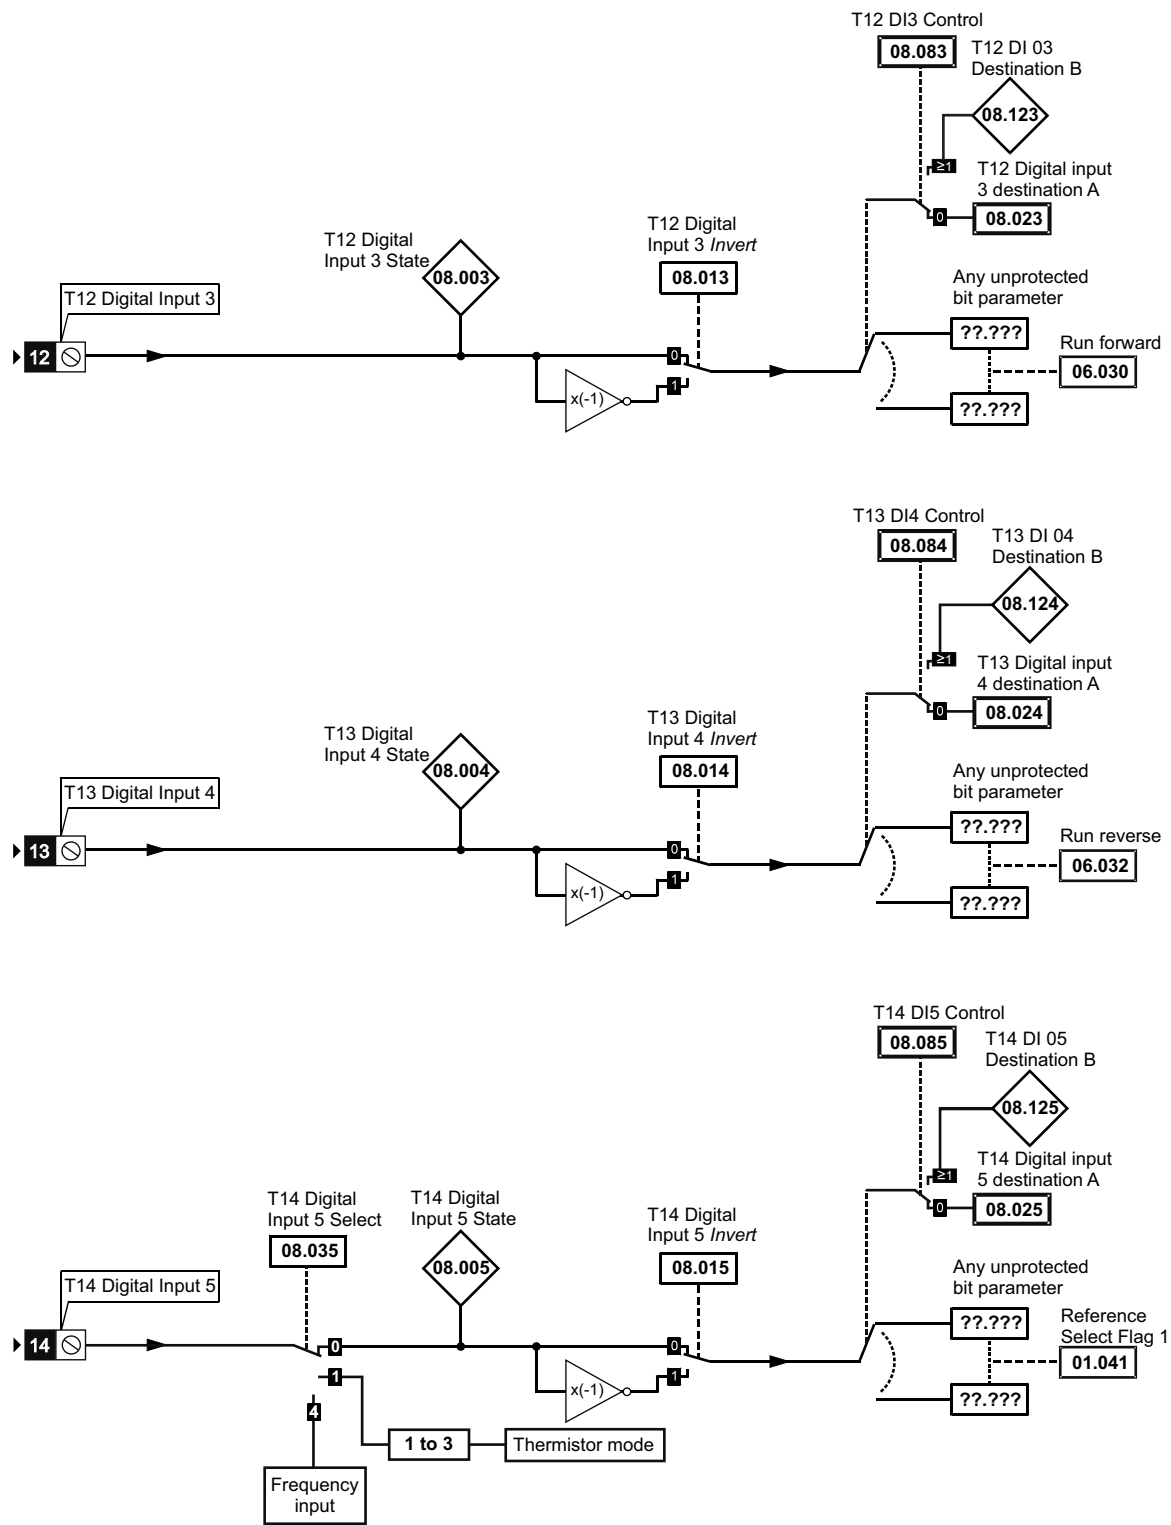 T12 DI3 Control
08.083
T12 DI 03
Destination B
08.123
≥1
T12 Digital input
3 destination A
0
08.023
T12 Digital
Input 3 State
08.003
T12 Digital
Input 3 Invert
08.013
T12 Digital Input 3
12
0
1
x(-1)
Any unprotected
bit parameter
??.???
Run forward
06.030
??.???
T13 DI4 Control
08.084
T13 DI 04
Destination B
08.124
≥1
T13 Digital input
4 destination A
0
08.024
T13 Digital
Input 4 State
08.004
T13 Digital
Input 4 Invert
08.014
T13 Digital Input 4
13
0
1
x(-1)
Any unprotected
bit parameter
??.???
Run reverse
06.032
??.???
T14 DI5 Control
08.085
T14 DI 05
Destination B
08.125
≥1
T14 Digital input
5 destination A
0
08.025
T14 Digital
Input 5 Select
08.035
T14 Digital
Input 5 State
08.005
T14 Digital
Input 5 Invert
08.015
T14 Digital Input 5
14
0
1
4
0
1
x(-1)
Any unprotected
bit parameter
??.???
Reference
Select Flag 1
01.041
??.???
1 to 3
Thermistor mode
Frequency
input